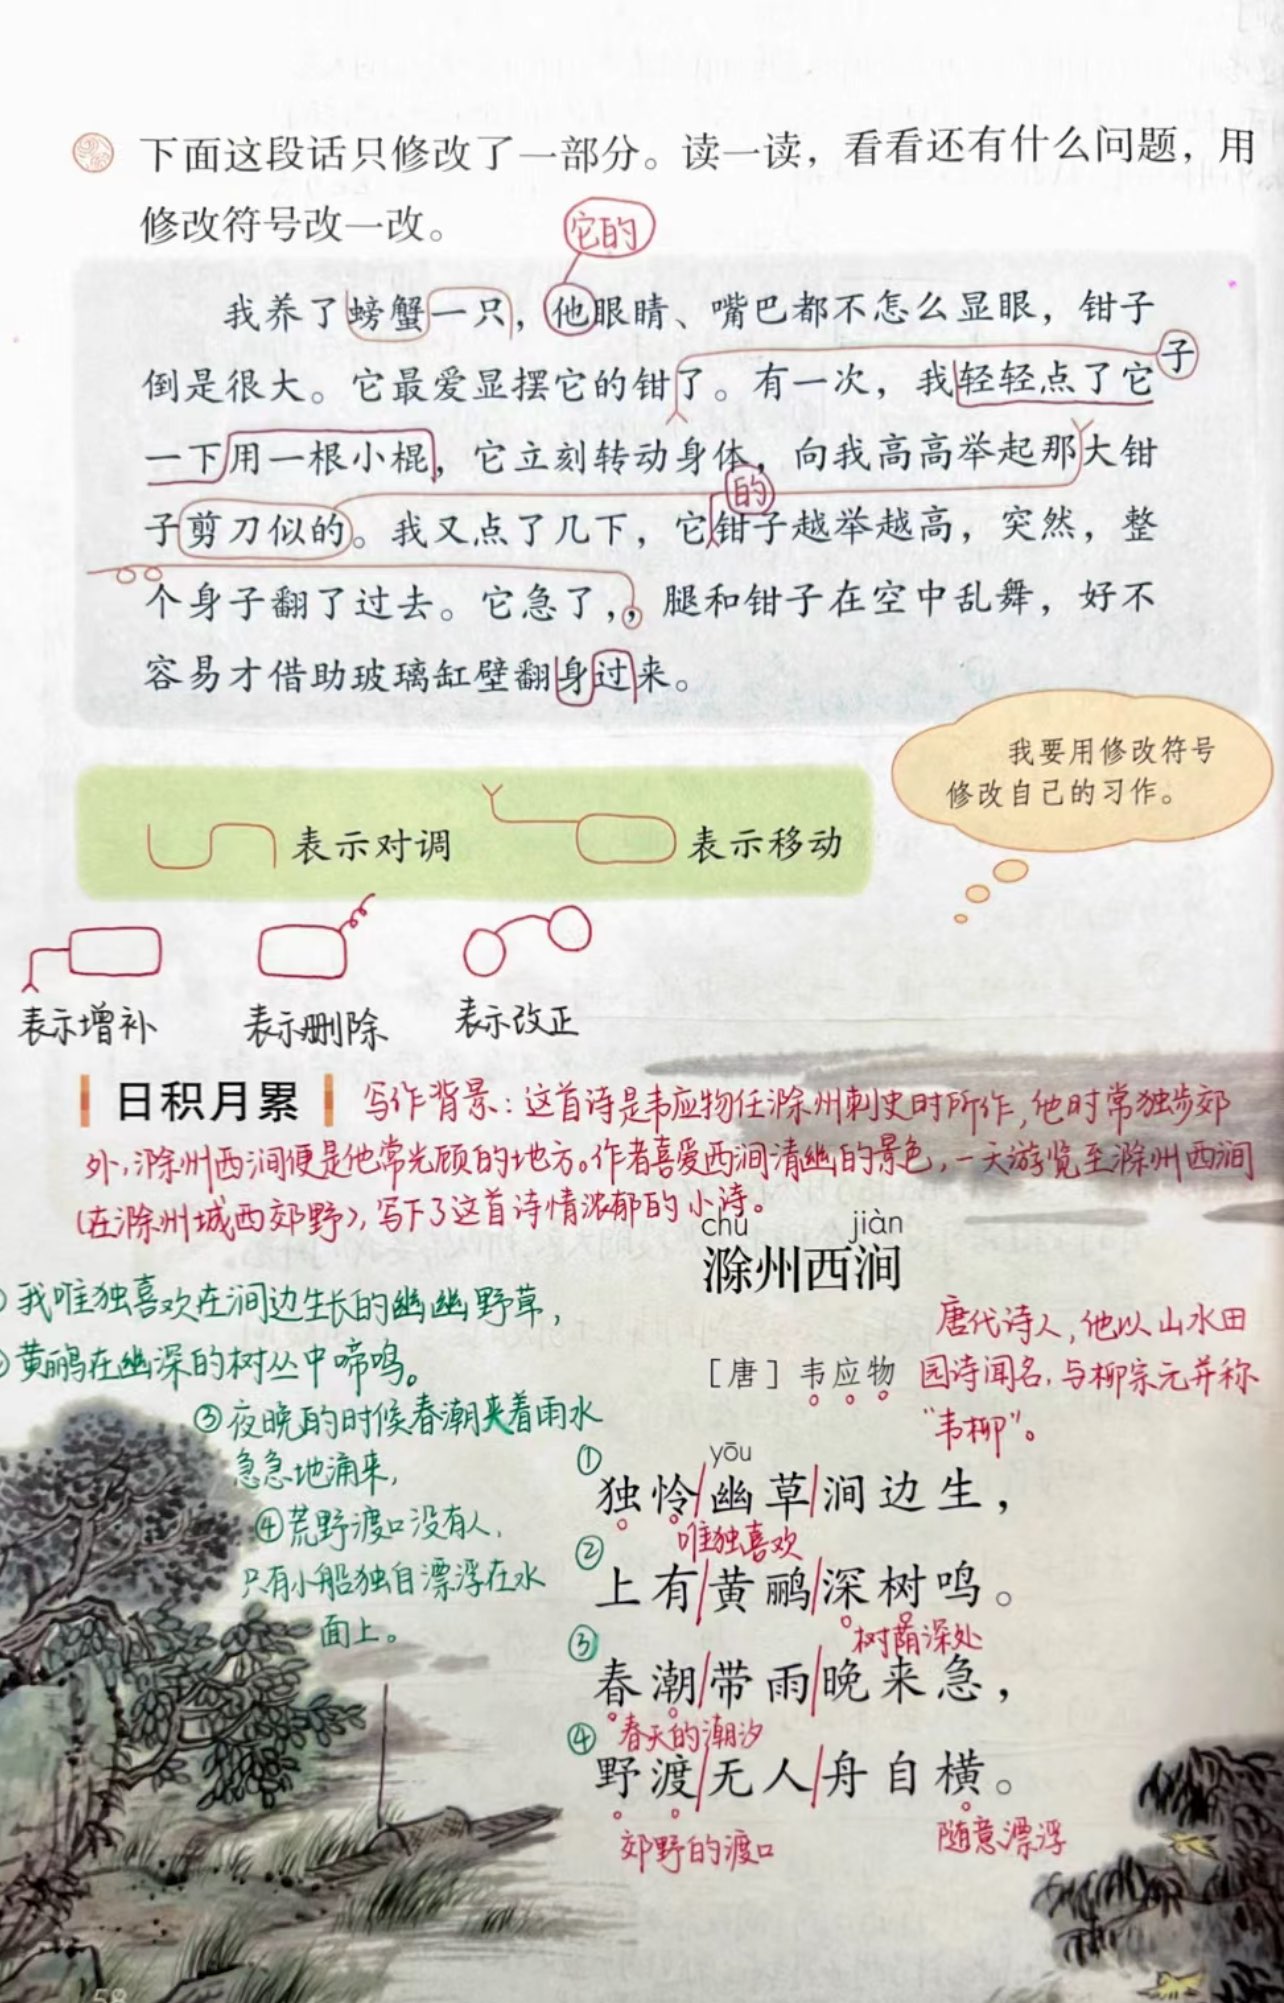 下面这段话只修改了一部分。读一读，看看还有什么问题，用
修改符号改一改。
它的
我养了螃蟹一只，他眼睛、嘴巴都不怎么显眼，钳子
子
倒是很大。它最爱显摆它的钳了。有一次，我轻轻点了它
一下用一根小棍，它立刻转动身体，向我高高举起那大钳
的
子剪刀似的。我又点了几下，它钳子越举越高，突然，整
个身子翻了过去。它急了，，腿和钳子在空中乱舞，好不
容易才借助玻璃缸壁翻身过来。
我要用修改符号
修改自己的习作。
表示对调 表示移动
表示增补 表示删除 表示改正
日积月累 写作背景：这首诗是韦应物任滁州刺史时所作，他时常独步郊
外，滁州西涧便是他常光顾的地方。作者喜爱西涧清幽的景色，一天游览至滁州西涧
（在滁州城西郊野），写下了这首诗情浓郁的小诗。
chú jiàn
滁州西涧
我唯独喜欢在涧边生长的幽幽野草，
黄鹂在幽深的树丛中啼鸣。
③夜晚的时候春潮夹着雨水
急急地涌来，
④荒野渡口没有人，
只有小船独自漂浮在水
面上。
唐代诗人，他以山水田
［唐］韦应物 园诗闻名，与柳宗元并称
“韦柳”。
yōu
①独怜/幽草/涧边生，
唯独喜欢
②上有/黄鹂/深树鸣。
树荫深处
③春潮/带雨/晚来急，
春天的潮汐
④野渡/无人/舟自横。
郊野的渡口 随意漂浮
58